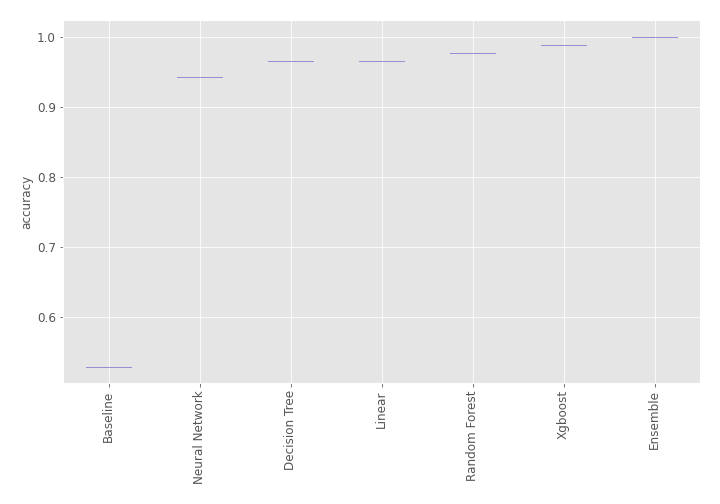 1.0
0.9
0.8
0.7
0.6
accuracy
Baseline
Neural Network
Decision Tree
Linear
Random Forest
Xgboost
Ensemble